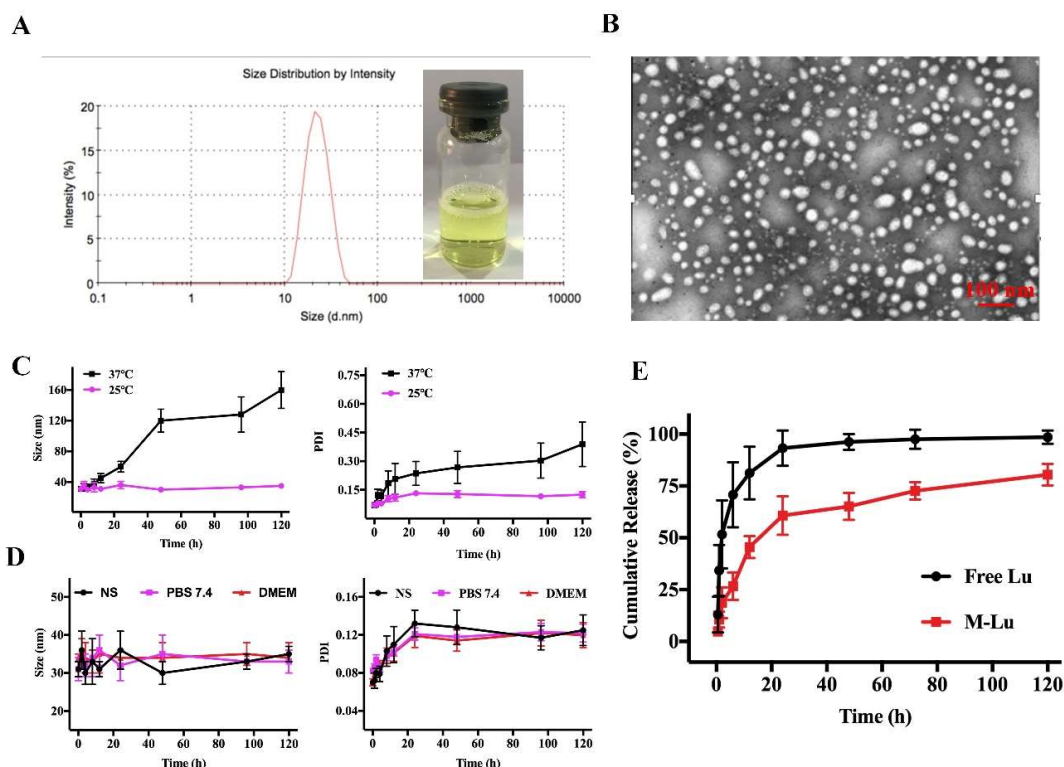 A
Size Distribution by Intensity
20
15
10
5
0
Intensity (%)
0.1 1 10 100 1000 10000
Size (d.nm)
B
100 nm
C
37°C
25°C
160
120
80
40
Size (nm)
0 20 40 60 80 100 120
Time (h)
37°C
25°C
0.75
0.60
0.45
0.30
0.15
PDI
0 20 40 60 80 100 120
Time (h)
D
NS PBS 7.4 DMEM
50
40
30
20
Size (nm)
0 20 40 60 80 100 120
Time (h)
NS PBS 7.4 DMEM
0.16
0.12
0.08
0.04
PDI
0 20 40 60 80 100 120
Time (h)
E
100
75
50
25
0
Cumulative Release (%)
Free Lu
M-Lu
0 20 40 60 80 100 120
Time (h)